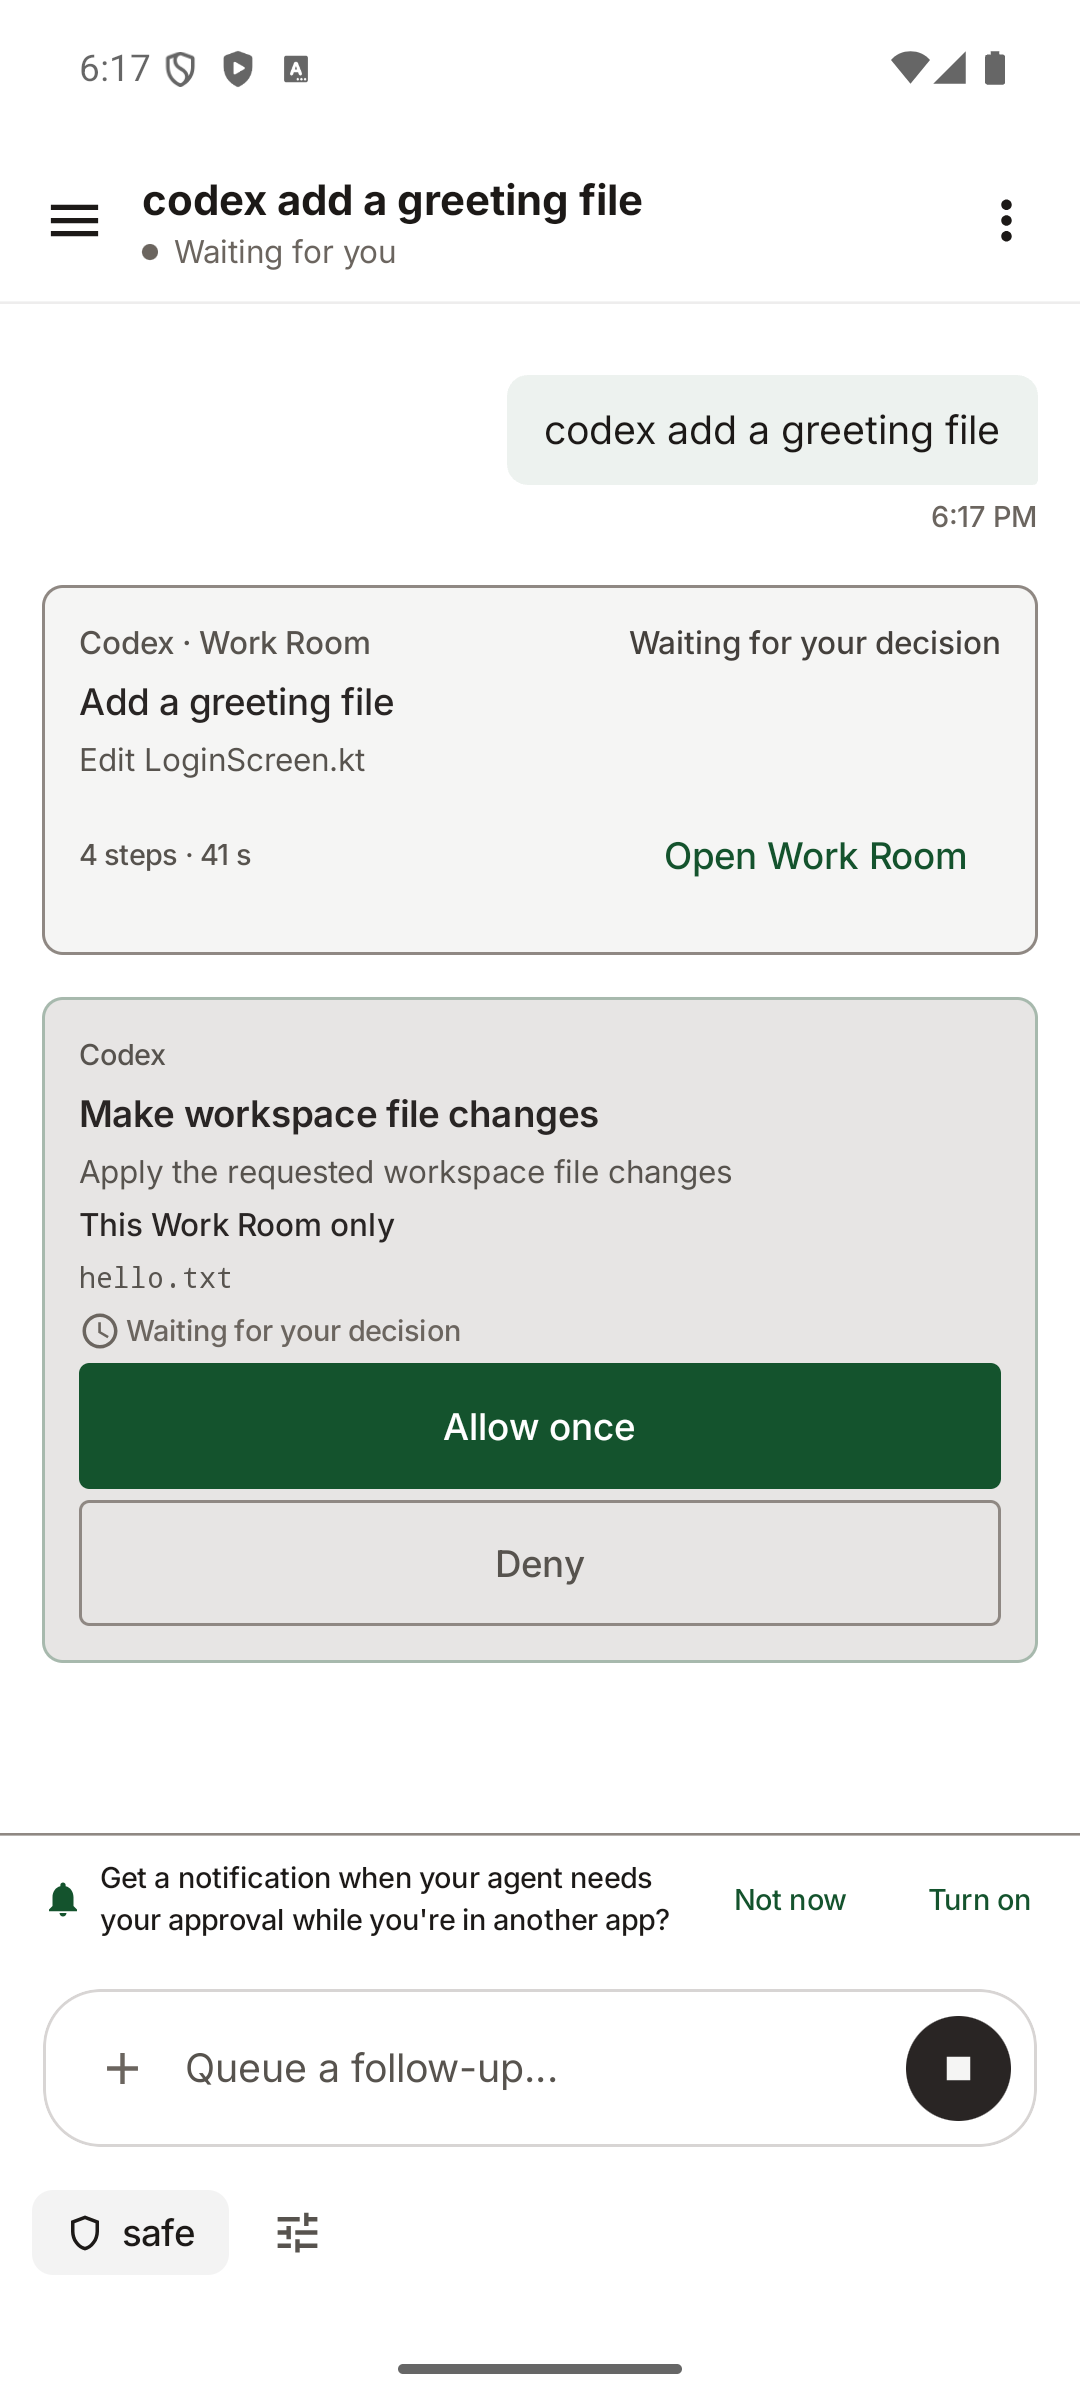 6:17
codex add a greeting file
Waiting for you
codex add a greeting file
6:17 PM
Codex · Work Room
Waiting for your decision
Add a greeting file
Edit LoginScreen.kt
4 steps · 41 s
Open Work Room
Codex
Make workspace file changes
Apply the requested workspace file changes
This Work Room only
hello.txt
Waiting for your decision
Allow once
Deny
Get a notification when your agent needs
your approval while you're in another app?
Not now
Turn on
Queue a follow-up...
safe